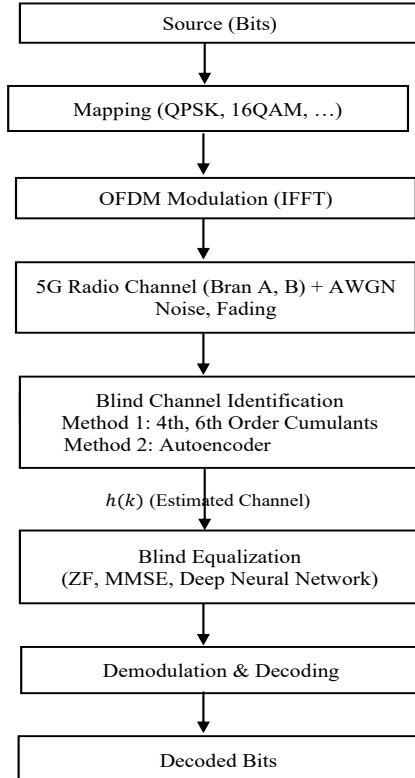 Source (Bits)
Mapping (QPSK, 16QAM, …)
OFDM Modulation (IFFT)
5G Radio Channel (Bran A, B) + AWGN
Noise, Fading
Blind Channel Identification
Method 1: 4th, 6th Order Cumulants
Method 2: Autoencoder
h(k) (Estimated Channel)
Blind Equalization
(ZF, MMSE, Deep Neural Network)
Demodulation & Decoding
Decoded Bits